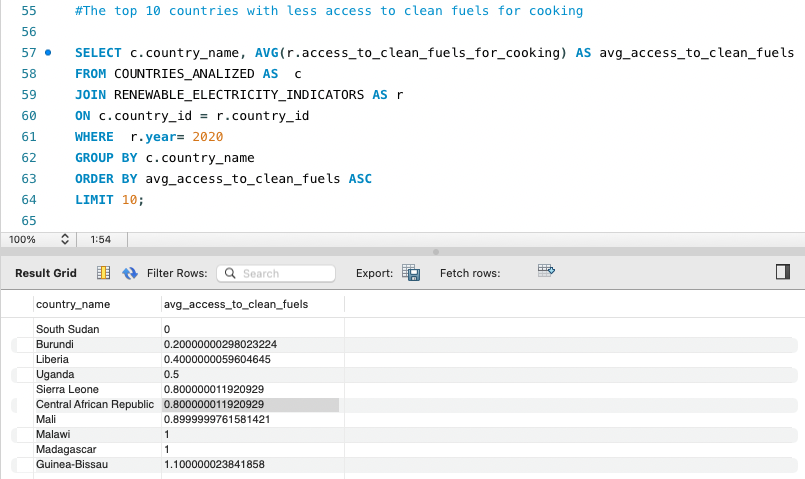 55 #The top 10 countries with less access to clean fuels for cooking
56
57 SELECT c.country_name, AVG(r.access_to_clean_fuels_for_cooking) AS avg_access_to_clean_fuels
58 FROM COUNTRIES_ANALIZED AS  c
59 JOIN RENEWABLE_ELECTRICITY_INDICATORS AS r
60 ON c.country_id = r.country_id
61 WHERE  r.year= 2020
62 GROUP BY c.country_name
63 ORDER BY avg_access_to_clean_fuels ASC
64 LIMIT 10;
65
100% 1:54
Result Grid Filter Rows: Search Export: Fetch rows:
country_name avg_access_to_clean_fuels
South Sudan 0
Burundi 0.20000000298023224
Liberia 0.4000000059604645
Uganda 0.5
Sierra Leone 0.800000011920929
Central African Republic 0.800000011920929
Mali 0.8999999761581421
Malawi 1
Madagascar 1
Guinea-Bissau 1.100000023841858